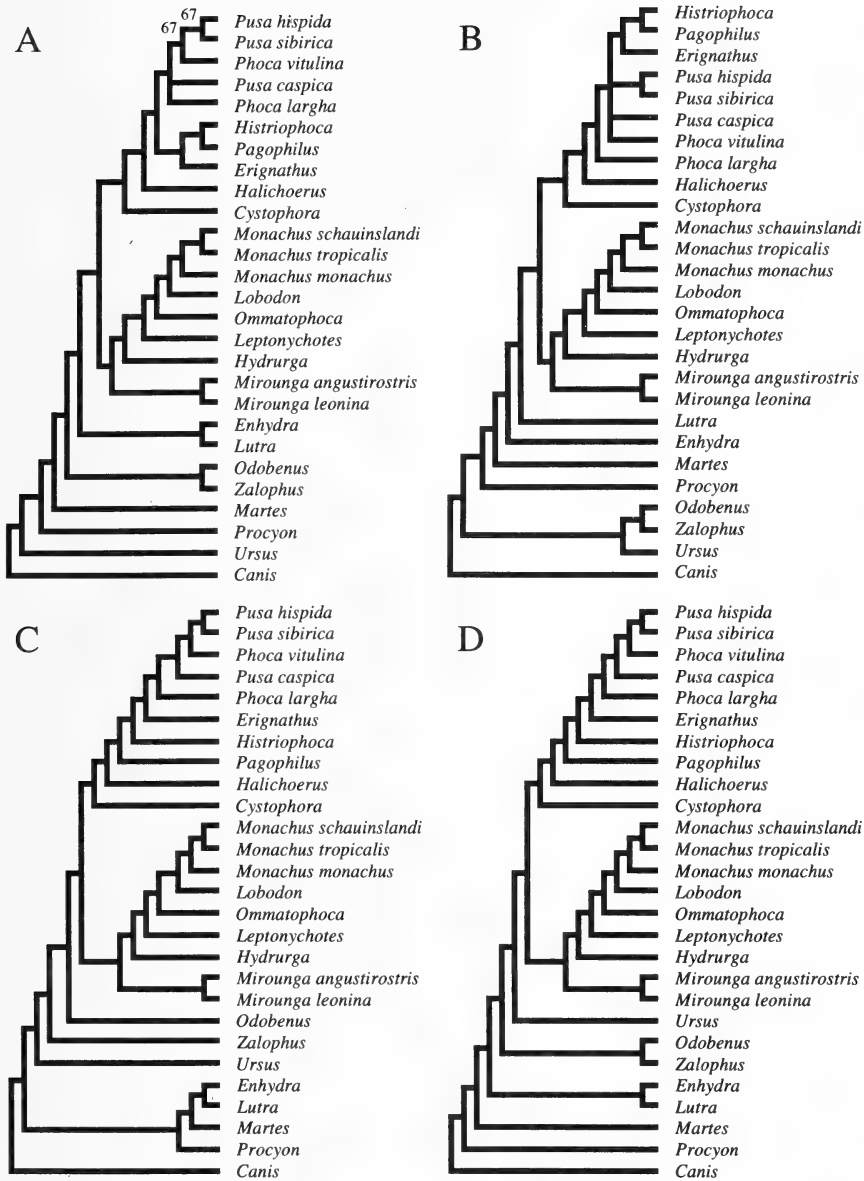 A
67
67
Pusa hispida
Pusa sibirica
Phoca vitulina
Pusa caspica
Phoca largha
Histriophoca
Pagophilus
Erignathus
Halichoerus
Cystophora
Monachus schauinslandi
Monachus tropicalis
Monachus monachus
Lobodon
Ommatophoca
Leptonychotes
Hydrurga
Mirounga angustirostris
Mirounga leonina
Enhydra
Lutra
Odobenus
Zalophus
Martes
Procyon
Ursus
Canis
B
Histriophoca
Pagophilus
Erignathus
Pusa hispida
Pusa sibirica
Pusa caspica
Phoca vitulina
Phoca largha
Halichoerus
Cystophora
Monachus schauinslandi
Monachus tropicalis
Monachus monachus
Lobodon
Ommatophoca
Leptonychotes
Hydrurga
Mirounga angustirostris
Mirounga leonina
Lutra
Enhydra
Martes
Procyon
Odobenus
Zalophus
Ursus
Canis
C
Pusa hispida
Pusa sibirica
Phoca vitulina
Pusa caspica
Phoca largha
Erignathus
Histriophoca
Pagophilus
Halichoerus
Cystophora
Monachus schauinslandi
Monachus tropicalis
Monachus monachus
Lobodon
Ommatophoca
Leptonychotes
Hydrurga
Mirounga angustirostris
Mirounga leonina
Odobenus
Zalophus
Ursus
Enhydra
Lutra
Martes
Procyon
Canis
D
Pusa hispida
Pusa sibirica
Phoca vitulina
Pusa caspica
Phoca largha
Erignathus
Histriophoca
Pagophilus
Halichoerus
Cystophora
Monachus schauinslandi
Monachus tropicalis
Monachus monachus
Lobodon
Ommatophoca
Leptonychotes
Hydrurga
Mirounga angustirostris
Mirounga leonina
Ursus
Odobenus
Zalophus
Enhydra
Lutra
Martes
Procyon
Canis